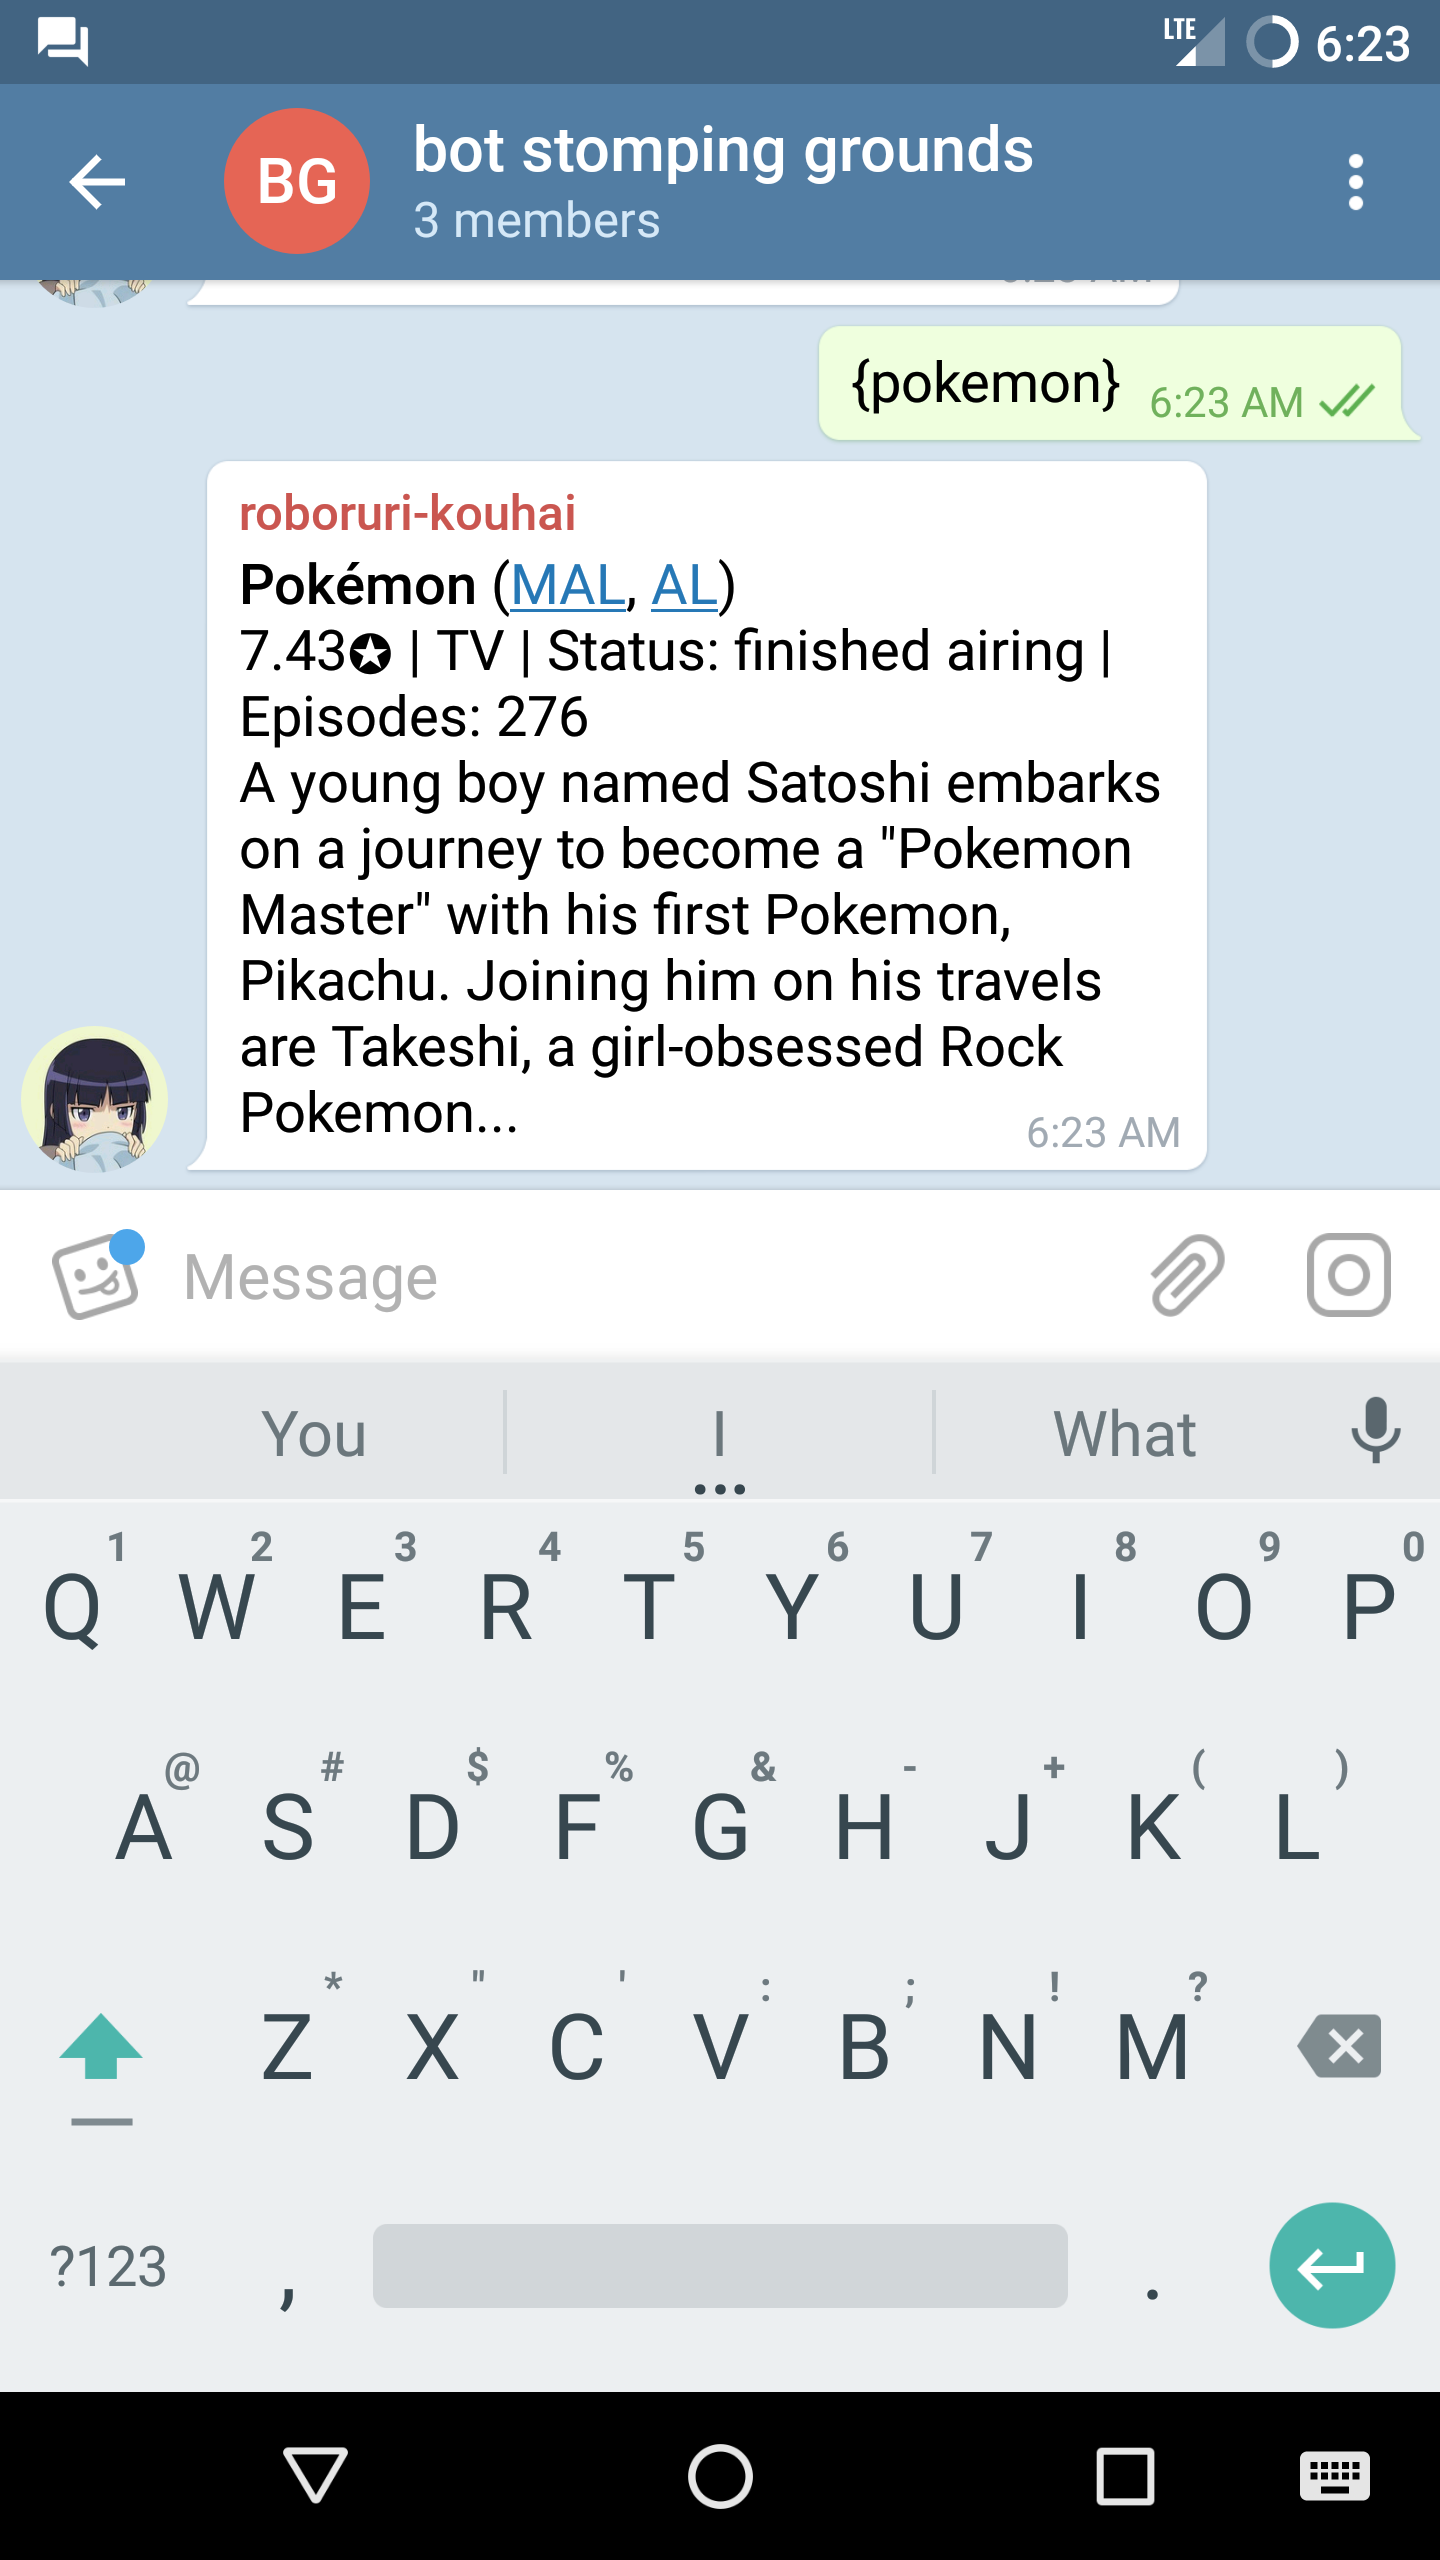 LTE 6:23
BG
bot stomping grounds
3 members
{pokemon} 6:23 AM
roboruri-kouhai
Pokémon (MAL, AL)
7.43✪ | TV | Status: finished airing |
Episodes: 276
A young boy named Satoshi embarks
on a journey to become a "Pokemon
Master" with his first Pokemon,
Pikachu. Joining him on his travels
are Takeshi, a girl-obsessed Rock
Pokemon...
6:23 AM
Message
You I What
1 2 3 4 5 6 7 8 9 0
Q W E R T Y U I O P
@ # $ % & - + ( )
A S D F G H J K L
* " ' : ; ! ?
Z X C V B N M
?123 , .